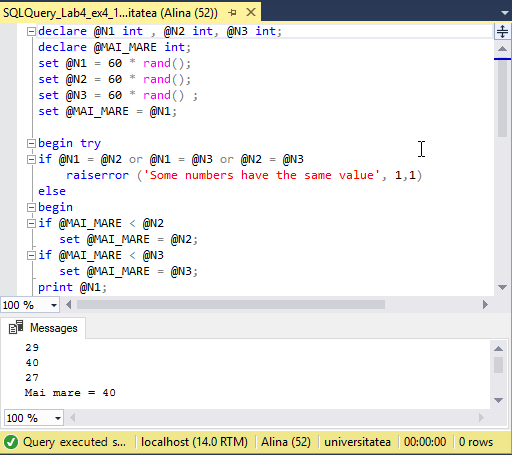 SQLQuery_Lab4_ex4_1...itatea (Alina (52))
declare @N1 int , @N2 int, @N3 int;
declare @MAI_MARE int;
set @N1 = 60 * rand();
set @N2 = 60 * rand();
set @N3 = 60 * rand() ;
set @MAI_MARE = @N1;
begin try
if @N1 = @N2 or @N1 = @N3 or @N2 = @N3
raiserror ('Some numbers have the same value', 1,1)
else
begin
if @MAI_MARE < @N2
set @MAI_MARE = @N2;
if @MAI_MARE < @N3
set @MAI_MARE = @N3;
print @N1;
100 %
Messages
29
40
27
Mai mare = 40
100 %
Query executed s... localhost (14.0 RTM) Alina (52) universitatea 00:00:00 0 rows